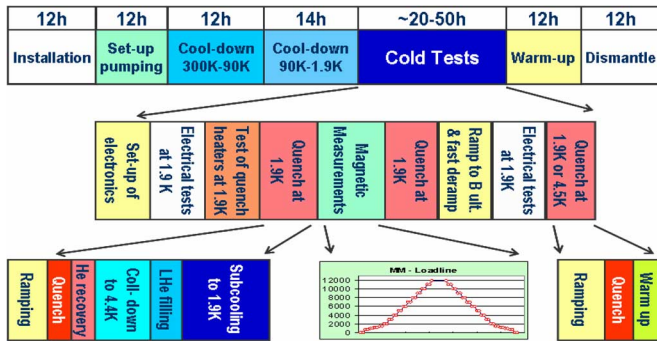 12h
12h
12h
14h
~20-50h
12h
12h
Installation
Set-up
pumping
Cool-down
300K-90K
Cool-down
90K-1.9K
Cold Tests
Warm-up
Dismantle
Set-up of
electronics
Electrical tests
at 1.9 K
Test of quench
heaters at 1.9K
Quench at
1.9K
Magnetic
Measurements
Quench at
1.9K
Ramp to B ult.
& fast deramp
Electrical tests
at 1.9K
Quench at
1.9K or 4.5K
Ramping
Quench
He recovery
Coll- down
to 4.4K
LHe filling
Subcooling
to 1.9K
MM - Loadline
12000
10000
8000
6000
4000
2000
0
Ramping
Quench
Warm up